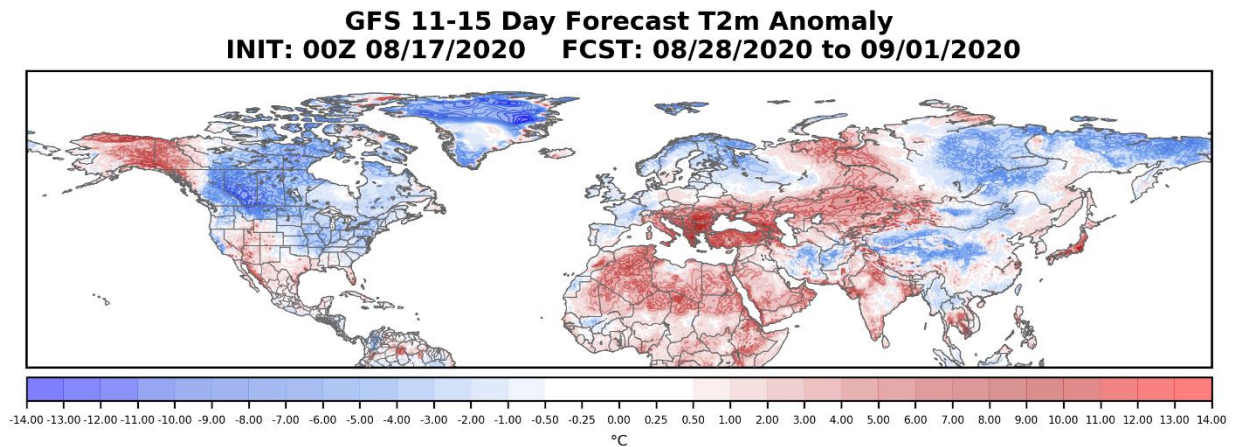 GFS 11-15 Day Forecast T2m Anomaly
INIT: 00Z 08/17/2020 FCST: 08/28/2020 to 09/01/2020
-14.00 -13.00 -12.00 -11.00 -10.00 -9.00 -8.00 -7.00 -6.00 -5.00 -4.00 -3.00 -2.00 -1.00 -0.50 -0.25 0.00 0.25 0.50 1.00 2.00 3.00 4.00 5.00 6.00 7.00 8.00 9.00 10.00 11.00 12.00 13.00 14.00
°C